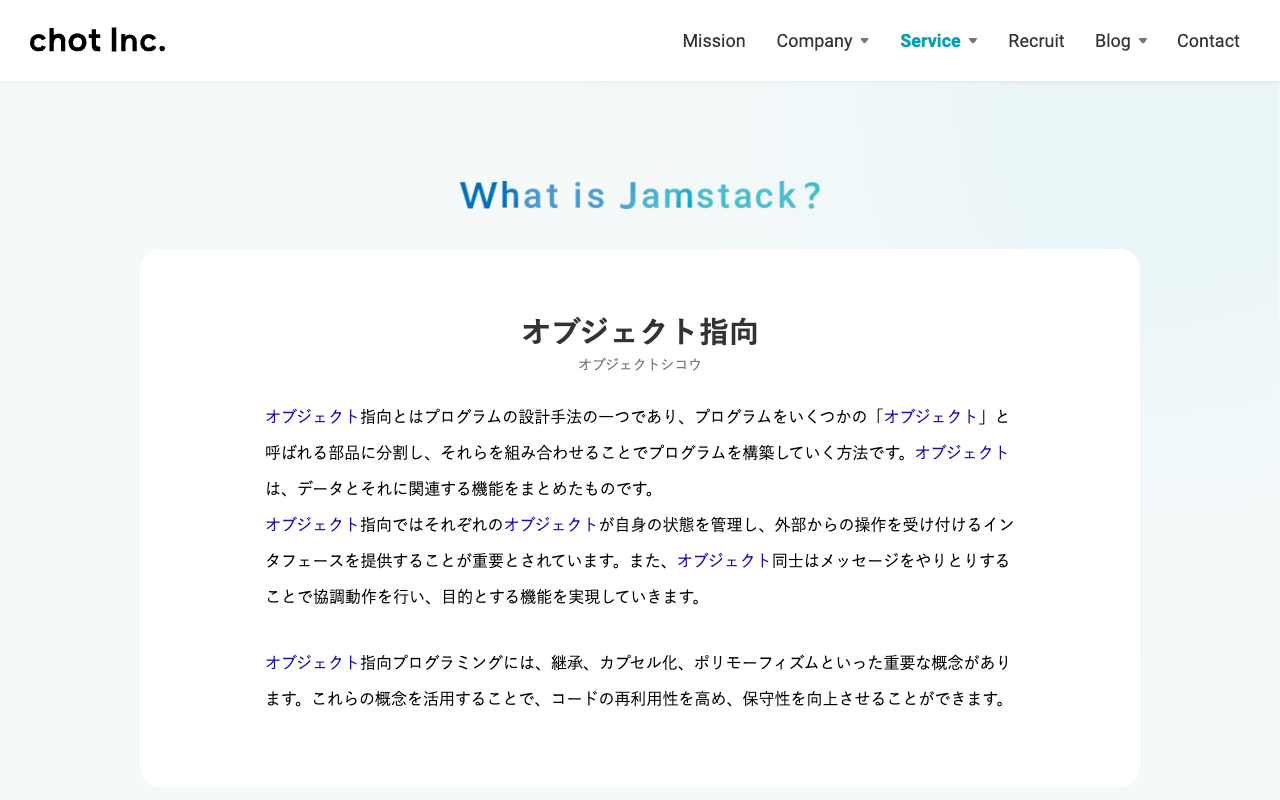 chot Inc.
Mission Company Service Recruit Blog Contact
What is Jamstack?
オブジェクト指向
オブジェクトシコウ
オブジェクト指向とはプログラムの設計手法の一つであり、プログラムをいくつかの「オブジェクト」と
呼ばれる部品に分割し、それらを組み合わせることでプログラムを構築していく方法です。オブジェクト
は、データとそれに関連する機能をまとめたものです。
オブジェクト指向ではそれぞれのオブジェクトが自身の状態を管理し、外部からの操作を受け付けるイン
タフェースを提供することが重要とされています。また、オブジェクト同士はメッセージをやりとりする
ことで協調動作を行い、目的とする機能を実現していきます。
オブジェクト指向プログラミングには、継承、カプセル化、ポリモーフィズムといった重要な概念があり
ます。これらの概念を活用することで、コードの再利用性を高め、保守性を向上させることができます。